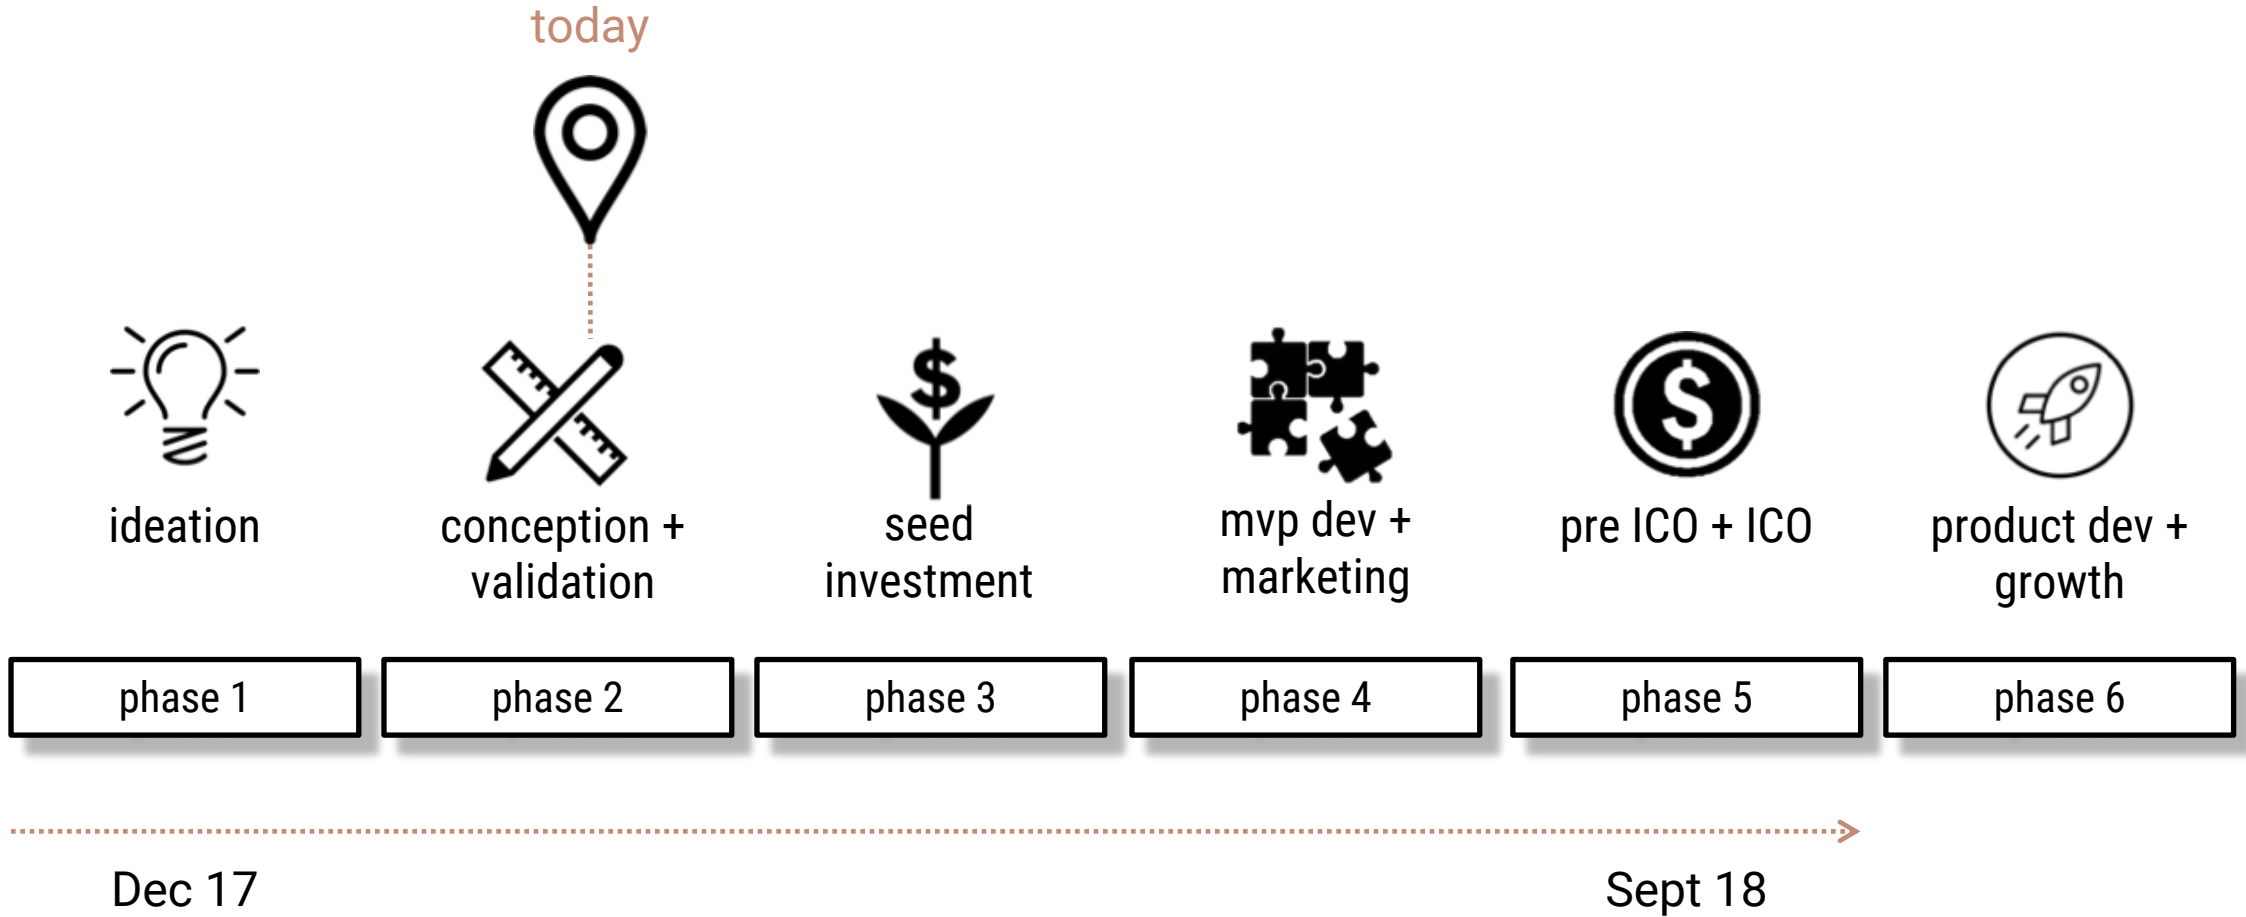 today
ideation
conception +
validation
seed
investment
mvp dev +
marketing
pre ICO + ICO
product dev +
growth
phase 1
phase 2
phase 3
phase 4
phase 5
phase 6
Dec 17
Sept 18